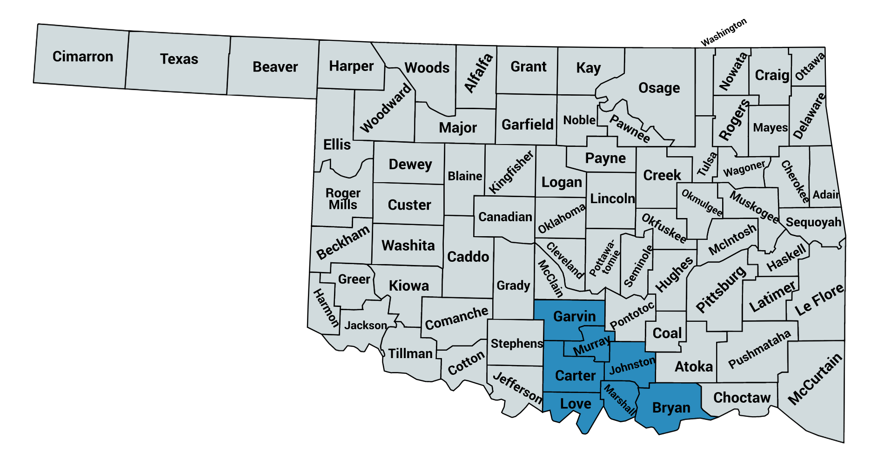 Washington
Cimarron
Texas
Beaver
Harper
Woods
Alfalfa
Grant
Kay
Osage
Nowata
Craig
Ottawa
Woodward
Major
Garfield
Noble
Pawnee
Rogers
Mayes
Delaware
Ellis
Dewey
Blaine
Kingfisher
Logan
Payne
Creek
Tulsa
Wagoner
Cherokee
Adair
Roger
Mills
Custer
Canadian
Oklahoma
Lincoln
Okmulgee
Muskogee
Sequoyah
Beckham
Washita
Caddo
Cleveland
Pottawa-
tomie
Seminole
Okfuskee
McIntosh
Haskell
Greer
Kiowa
Grady
McClain
Hughes
Pittsburg
Latimer
Le Flore
Harmon
Jackson
Comanche
Garvin
Pontotoc
Coal
Pushmataha
Tillman
Cotton
Stephens
Murray
Johnston
Atoka
McCurtain
Jefferson
Carter
Love
Marshall
Bryan
Choctaw